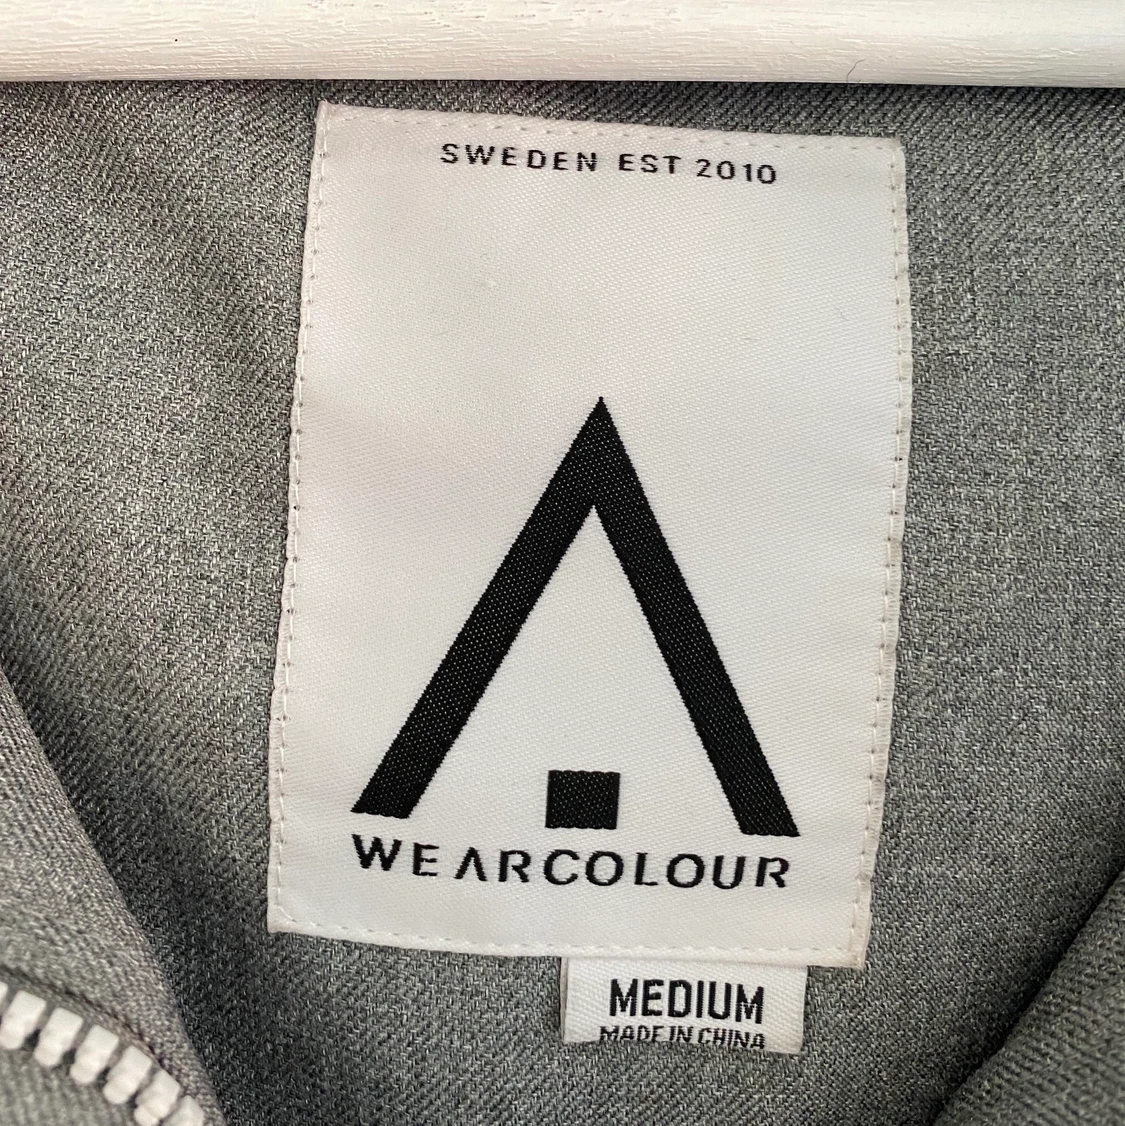 SWEDEN EST 2010
WEARCOLOUR
MEDIUM
MADE IN CHINA